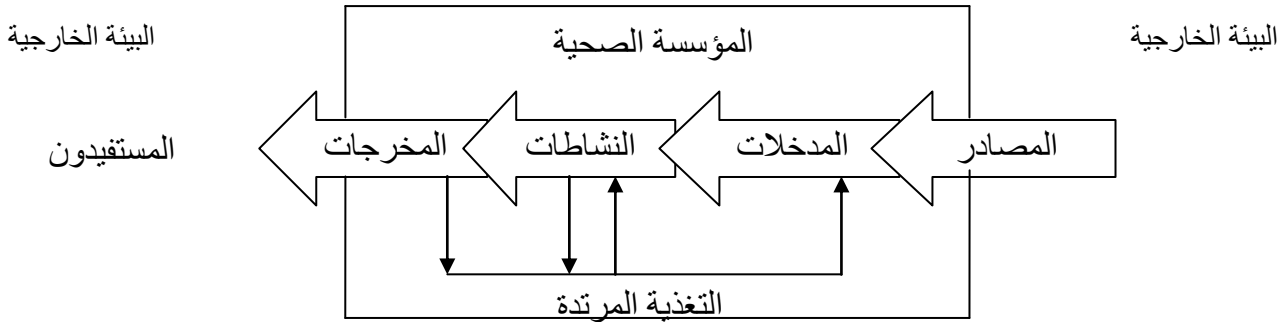 البيئة الخارجية
المؤسسة الصحية
البيئة الخارجية
المصادر
المدخلات
النشاطات
المخرجات
المستفيدون
التغذية المرتدة